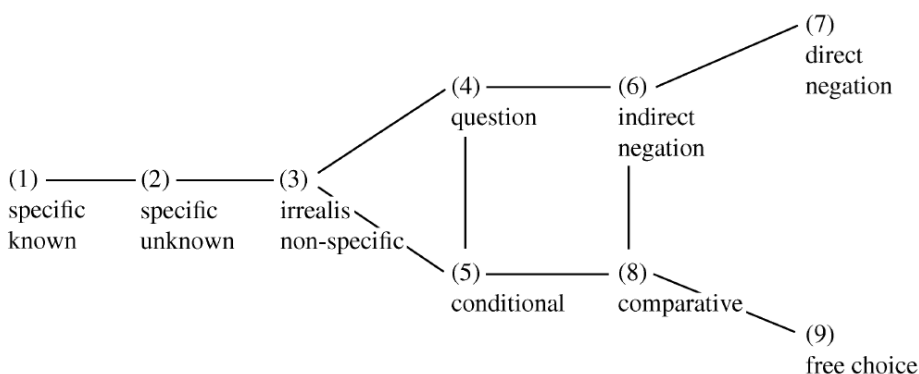 (1)
specific
known
(2)
specific
unknown
(3)
irrealis
non-specific
(4)
question
(5)
conditional
(6)
indirect
negation
(7)
direct
negation
(8)
comparative
(9)
free choice